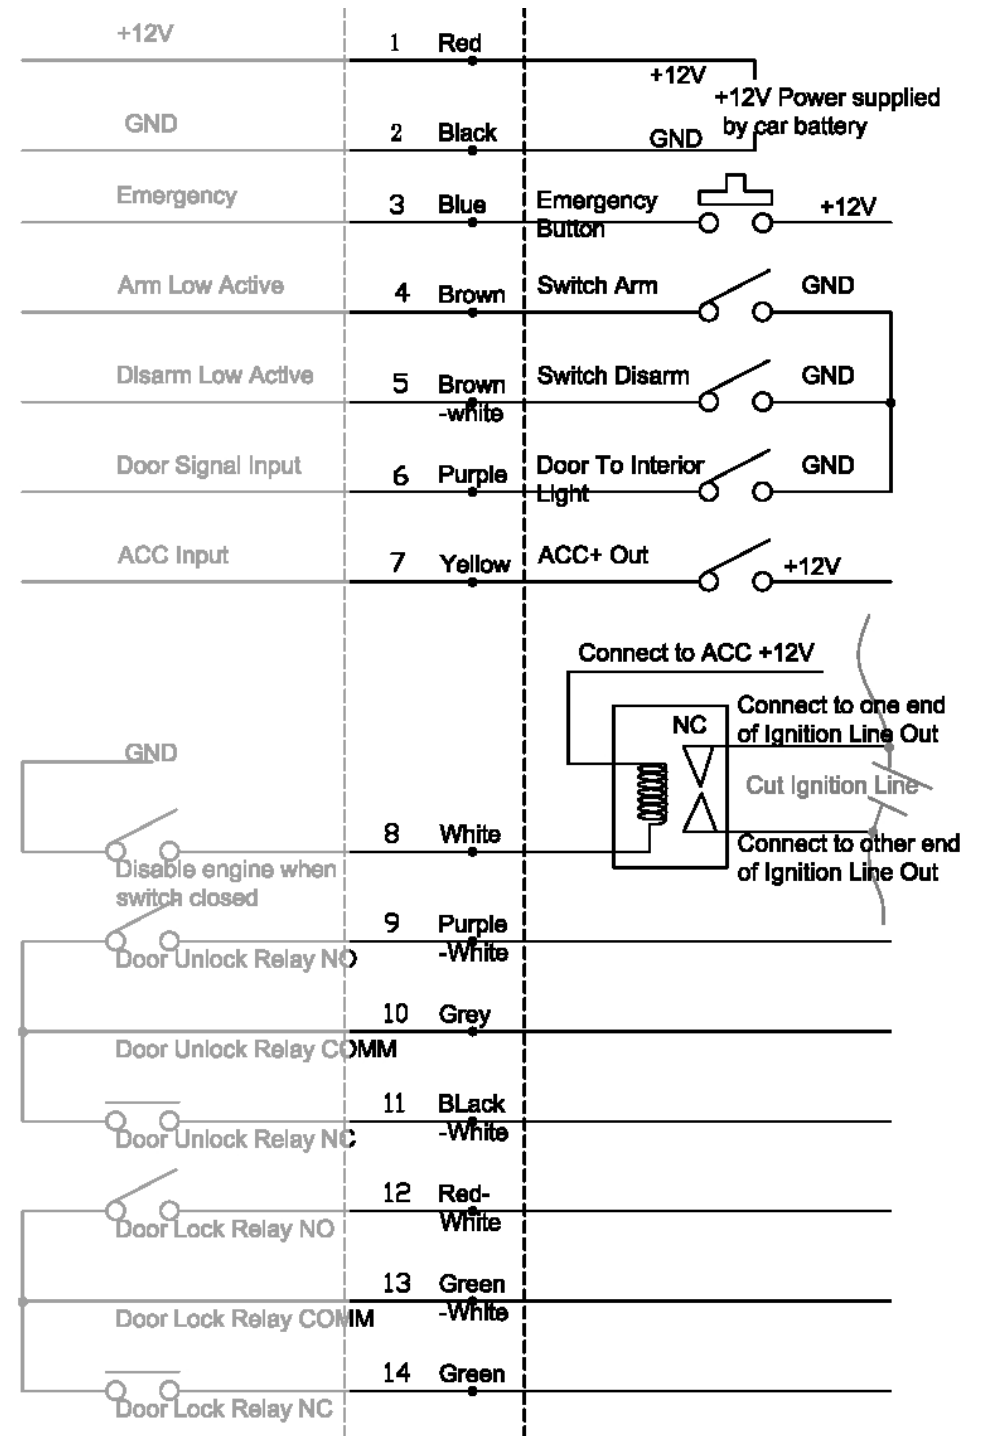 +12V
1 Red
+12V
+12V Power supplied
by car battery
GND
2 Black
GND
Emergency
3 Blue
Emergency
Button
+12V
Arm Low Active
4 Brown
Switch Arm
GND
Disarm Low Active
5 Brown
-white
Switch Disarm
GND
Door Signal Input
6 Purple
Door To Interior
Light
GND
ACC Input
7 Yellow
ACC+ Out
+12V
Connect to ACC +12V
NC
Connect to one end
of Ignition Line Out
Cut Ignition Line
Connect to other end
of Ignition Line Out
GND
8 White
Disable engine when
switch closed
9 Purple
-White
Door Unlock Relay NO
10 Grey
Door Unlock Relay COMM
11 BLack
-White
Door Unlock Relay NC
12 Red-
White
Door Lock Relay NO
13 Green
-White
Door Lock Relay COMM
14 Green
Door Lock Relay NC